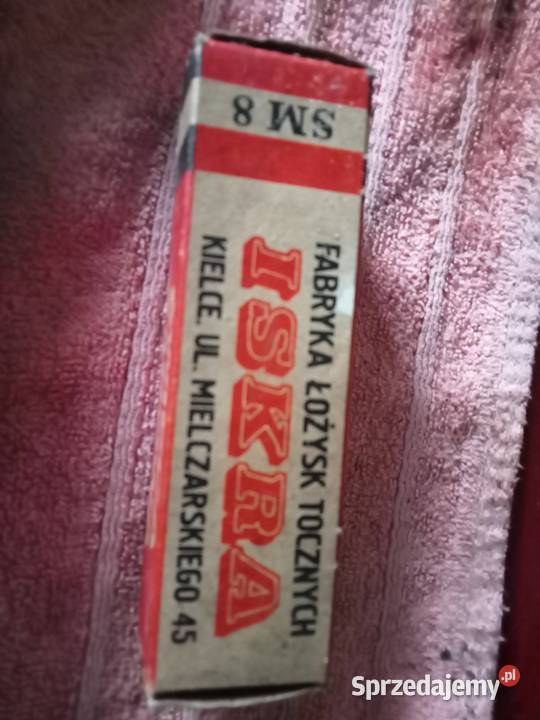 SM 8
FABRYKA ŁOŻYSK TOCZNYCH
ISKRA
KIELCE. UL. MIELCZARSKIEGO 45
Sprzedajemy.pl